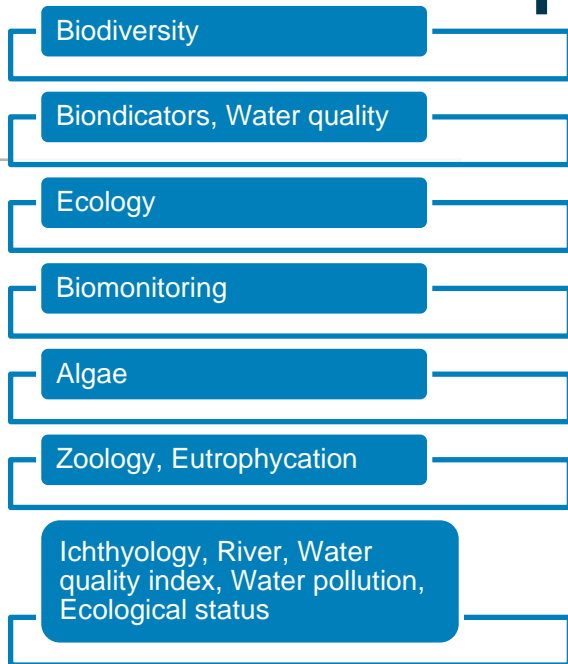 Biodiversity
Biondicators, Water quality
Ecology
Biomonitoring
Algae
Zoology, Eutrophycation
Ichthyology, River, Water
quality index, Water pollution,
Ecological status